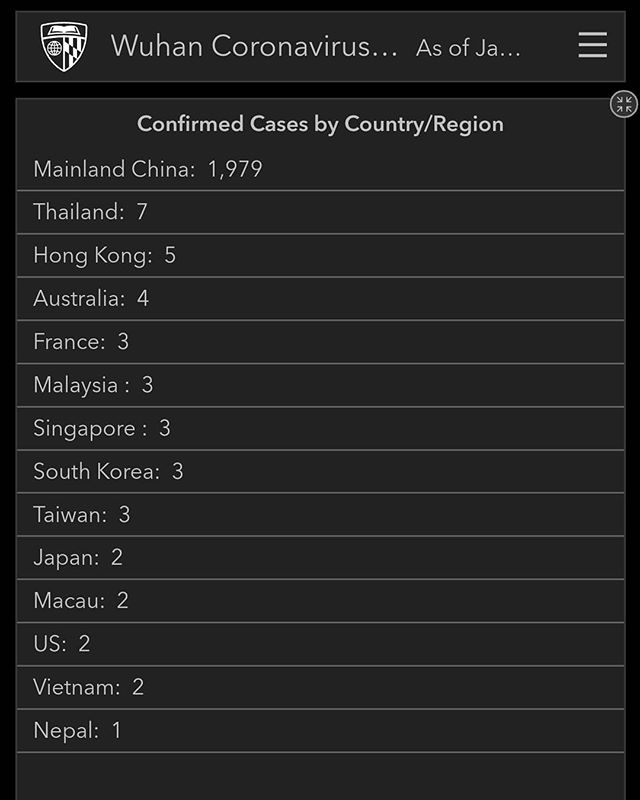 Wuhan Coronavirus... As of Ja...
Confirmed Cases by Country/Region
Mainland China: 1,979
Thailand: 7
Hong Kong: 5
Australia: 4
France: 3
Malaysia : 3
Singapore : 3
South Korea: 3
Taiwan: 3
Japan: 2
Macau: 2
US: 2
Vietnam: 2
Nepal: 1